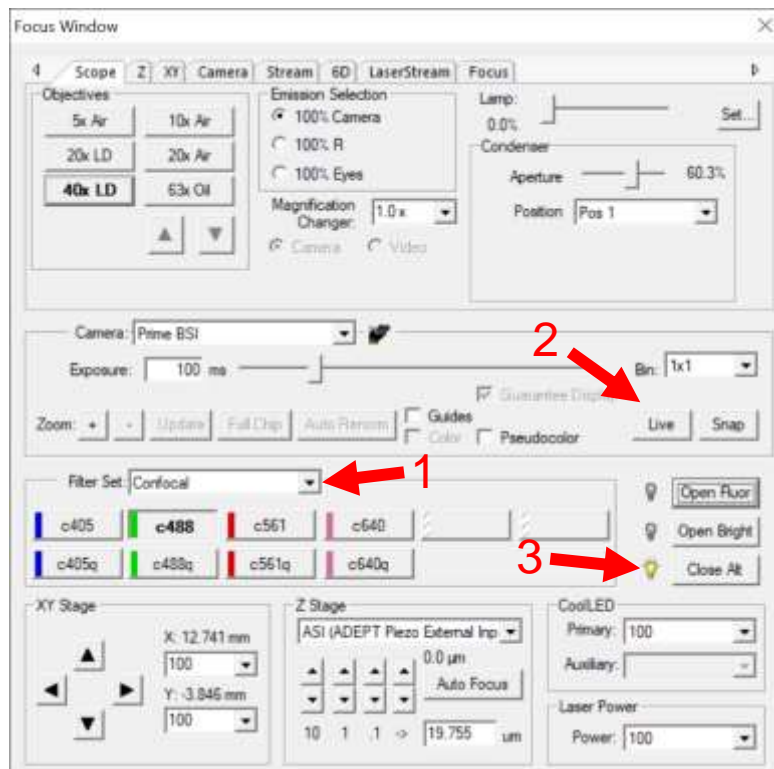 Focus Window
Scope Z XY Camera Stream 6D LaserStream Focus
Objectives
5x Air 10x Air
20x LD 20x Air
40x LD 63x Oil
Emission Selection
100% Camera
100% R
100% Eyes
Magnification
Changer: 1.0 x
Camera Video
Lamp:
0.0% Set...
Condenser
Aperture 60.3%
Position Pos 1
2
Camera: Prime BSI
Exposure: 100 ms Bin: 1x1
Guarantee Display
Zoom: + - Update Full Chip Auto Renorm Guides Live Snap
Color Pseudocolor
1
Filter Set: Confocal
c405 c488 c561 c640
c405q c488q c561q c640q
Open Fluor
Open Bright
3
Close Alt
XY Stage
X: 12.741 mm
100
Y: -3.846 mm
100
Z Stage
ASI (ADEPT Piezo External Inp
0.0 µm
Auto Focus
10 1 .1 -> 19.755 um
CoolLED
Primary: 100
Auxiliary:
Laser Power
Power: 100